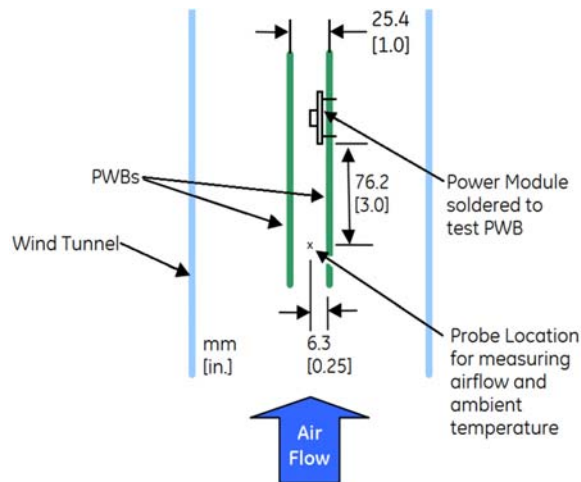 25.4
[1.0]
PWBs
76.2
[3.0]
Power Module
soldered to
test PWB
Wind Tunnel
x
mm
[in.]
6.3
[0.25]
Probe Location
for measuring
airflow and
ambient
temperature
Air
Flow